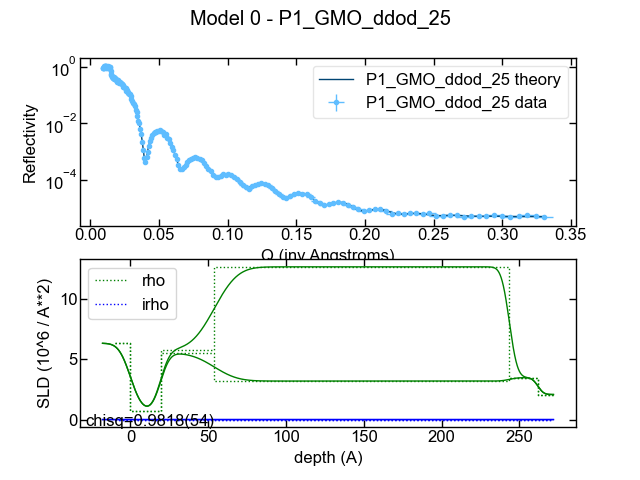 Model 0 - P1_GMO_ddod_25
P1_GMO_ddod_25 theory
P1_GMO_ddod_25 data
Reflectivity
10^0
10^−2
10^−4
0.00 0.05 0.10 0.15 0.20 0.25 0.30 0.35
Q (inv Angstroms)
rho
irho
SLD (10^6 / A**2)
10
5
0
chisq=0.9818(54)
0 50 100 150 200 250
depth (A)